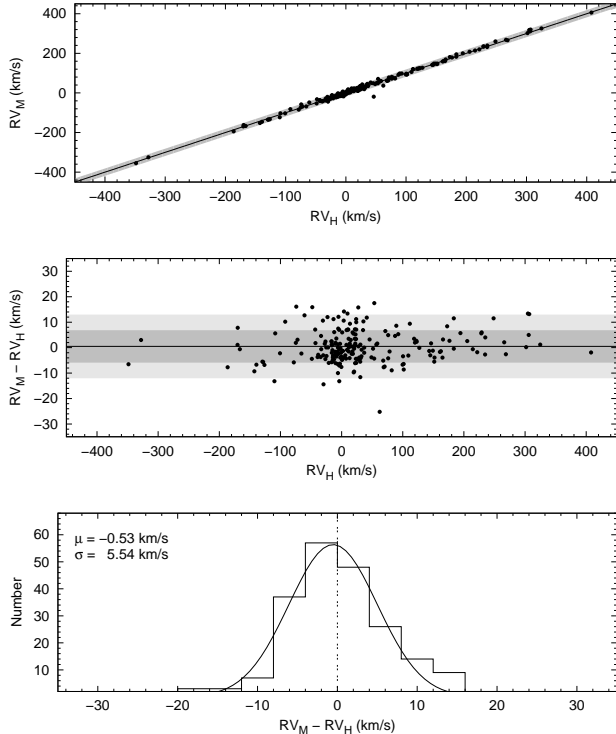 400
200
0
−200
−400
RV_M (km/s)
−400 −300 −200 −100 0 100 200 300 400
RV_H (km/s)
30
20
10
0
−10
−20
−30
RV_M − RV_H (km/s)
−400 −300 −200 −100 0 100 200 300 400
RV_H (km/s)
μ = −0.53 km/s
σ = 5.54 km/s
60
50
40
30
20
10
Number
−30 −20 −10 0 10 20 30
RV_M − RV_H (km/s)